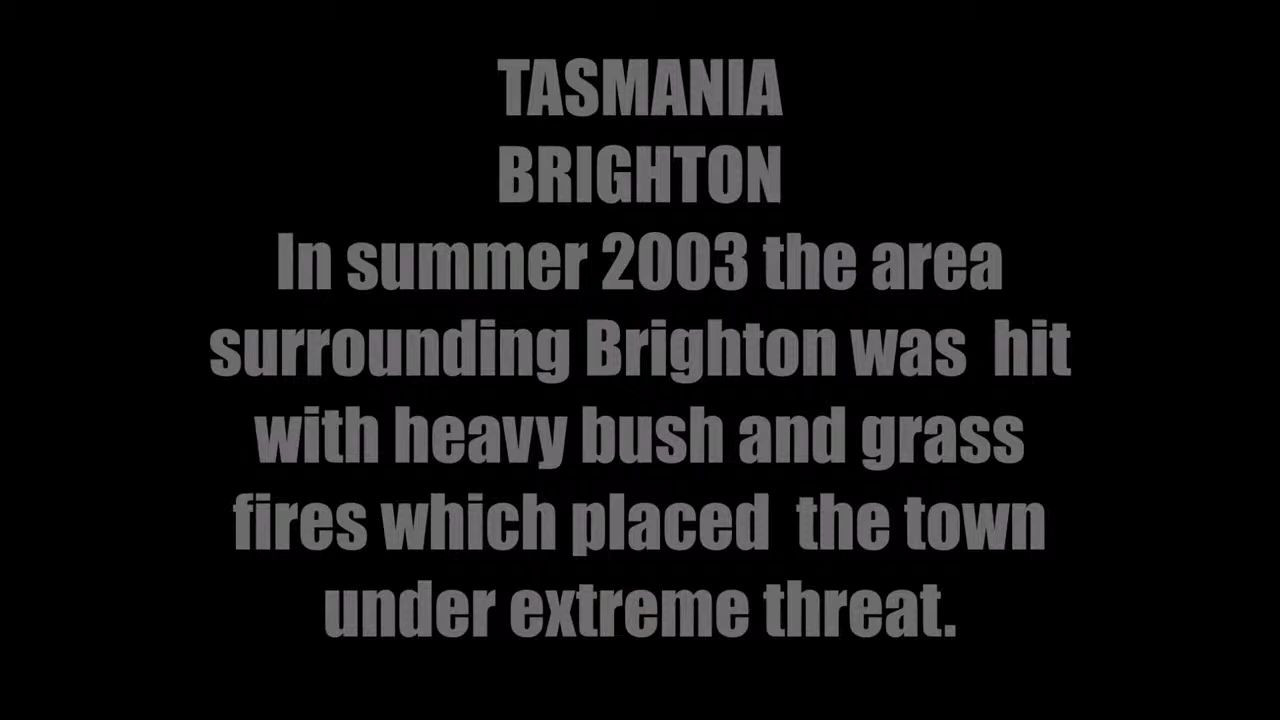 TASMANIA
BRIGHTON
In summer 2003 the area
surrounding Brighton was  hit
with heavy bush and grass
fires which placed  the town
under extreme threat.